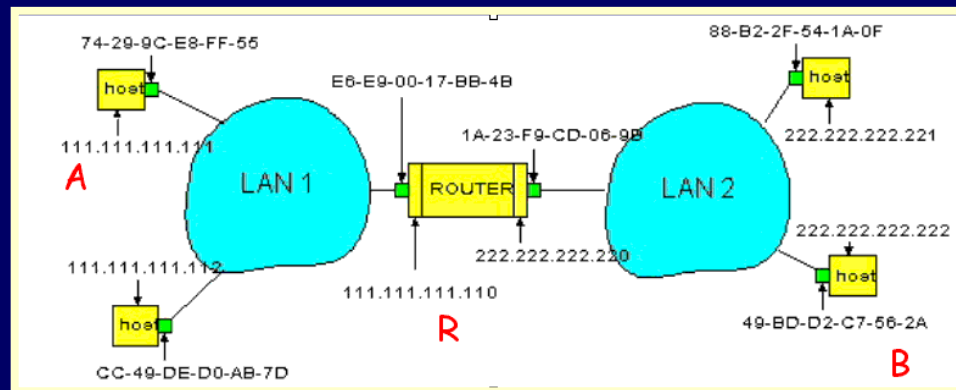 74-29-9C-E8-FF-55
88-B2-2F-54-1A-0F
host
E6-E9-00-17-BB-4B
host
111.111.111.111
1A-23-F9-CD-06-9B
222.222.222.221
A
LAN 1
ROUTER
LAN 2
111.111.111.112
222.222.222.220
222.222.222.222
host
111.111.111.110
host
R
49-BD-D2-C7-56-2A
B
CC-49-DE-D0-AB-7D